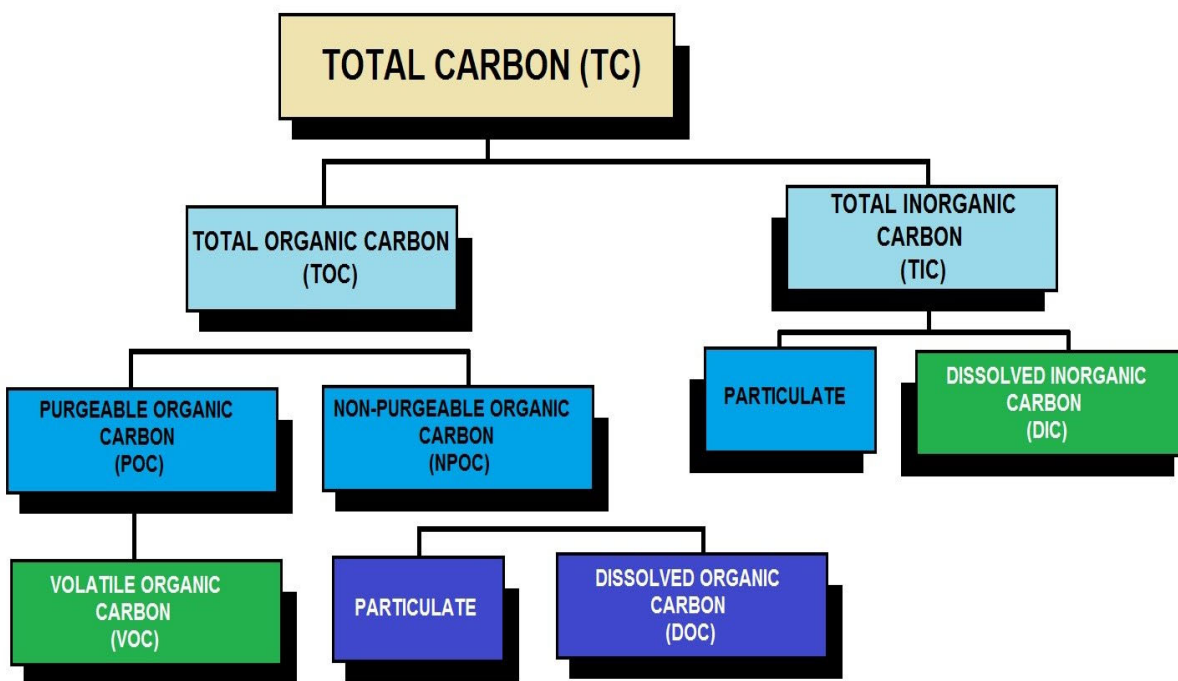 TOTAL CARBON (TC)
TOTAL ORGANIC CARBON
(TOC)
TOTAL INORGANIC
CARBON
(TIC)
PURGEABLE ORGANIC
CARBON
(POC)
NON-PURGEABLE ORGANIC
CARBON
(NPOC)
PARTICULATE
DISSOLVED INORGANIC
CARBON
(DIC)
VOLATILE ORGANIC
CARBON
(VOC)
PARTICULATE
DISSOLVED ORGANIC
CARBON
(DOC)